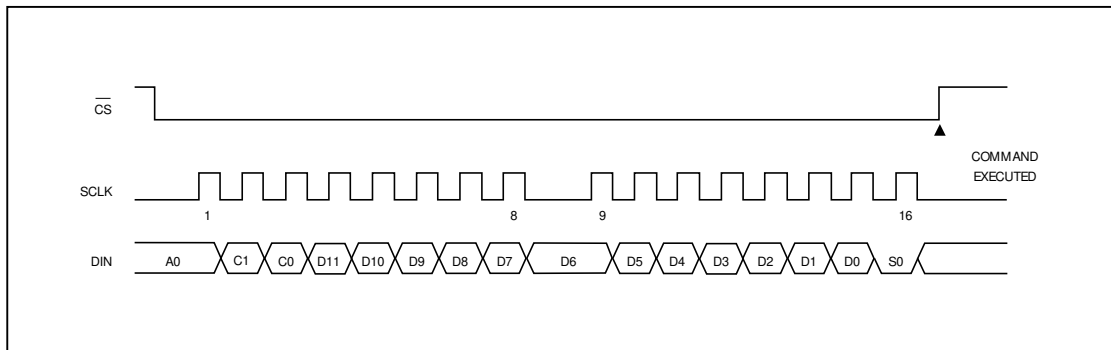 CS
COMMAND
EXECUTED
SCLK
1 8 9 16
DIN A0 C1 C0 D11 D10 D9 D8 D7 D6 D5 D4 D3 D2 D1 D0 S0